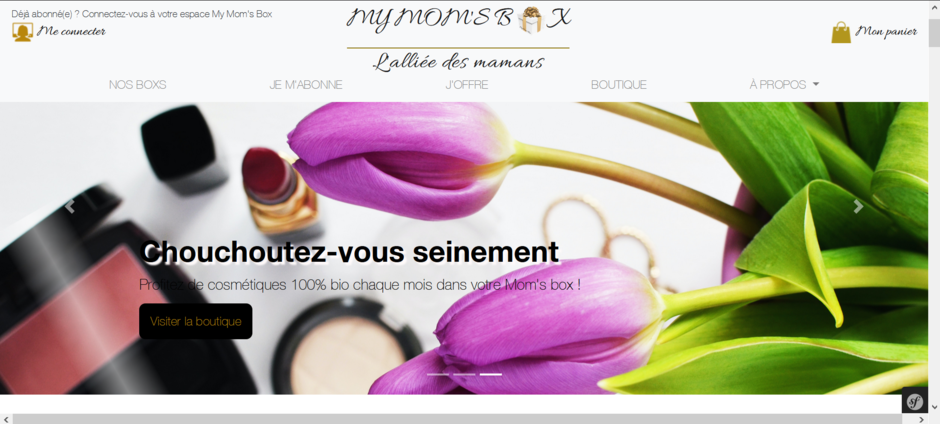 Déjà abonné(e) ? Connectez-vous à votre espace My Mom's Box
Me connecter
MY MOM'S B X
L'alliée des mamans
Mon panier
NOS BOXS
JE M'ABONNE
J'OFFRE
BOUTIQUE
À PROPOS
Chouchoutez-vous seinement
Profitez de cosmétiques 100% bio chaque mois dans votre Mom's box !
Visiter la boutique
sf